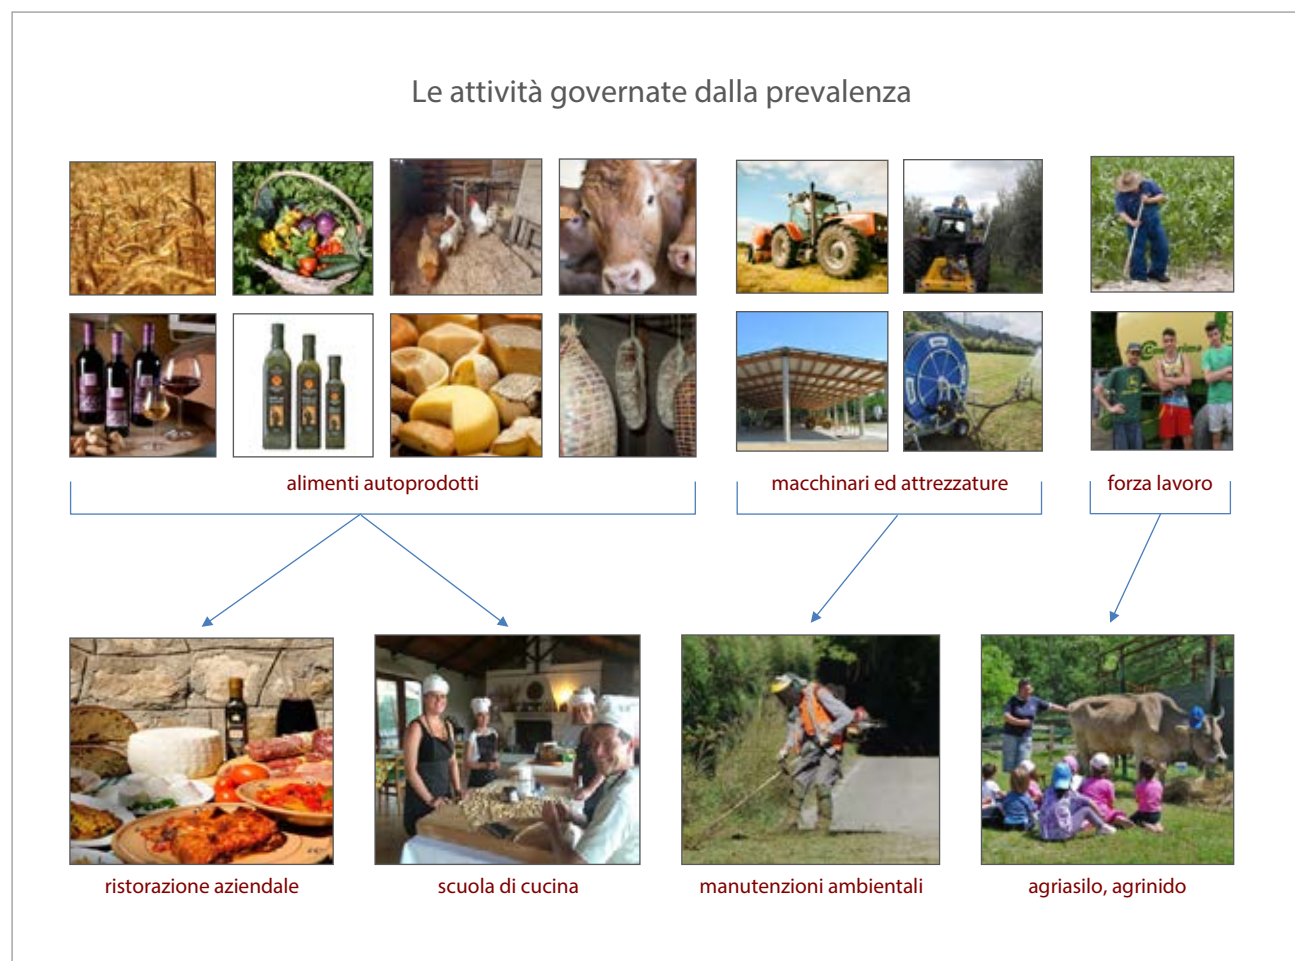 Le attività governate dalla prevalenza
alimenti autoprodotti
macchinari ed attrezzature
forza lavoro
ristorazione aziendale
scuola di cucina
manutenzioni ambientali
agriasilo, agrinido